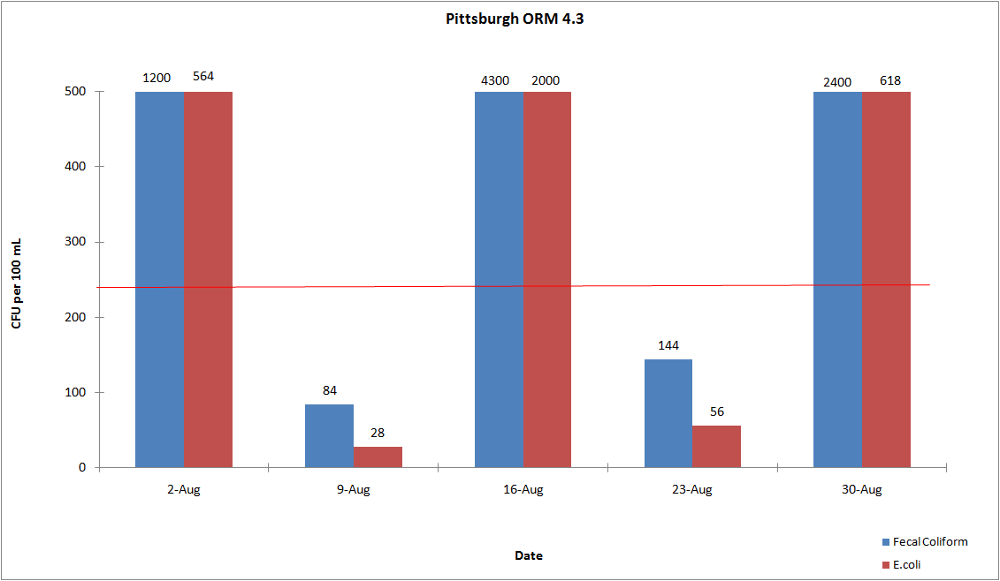 Pittsburgh ORM 4.3
1200 564 4300 2000 2400 618
500
400
300
200
100
0
144
84
56
28
CFU per 100 mL
2-Aug 9-Aug 16-Aug 23-Aug 30-Aug
Date
Fecal Coliform
E.coli